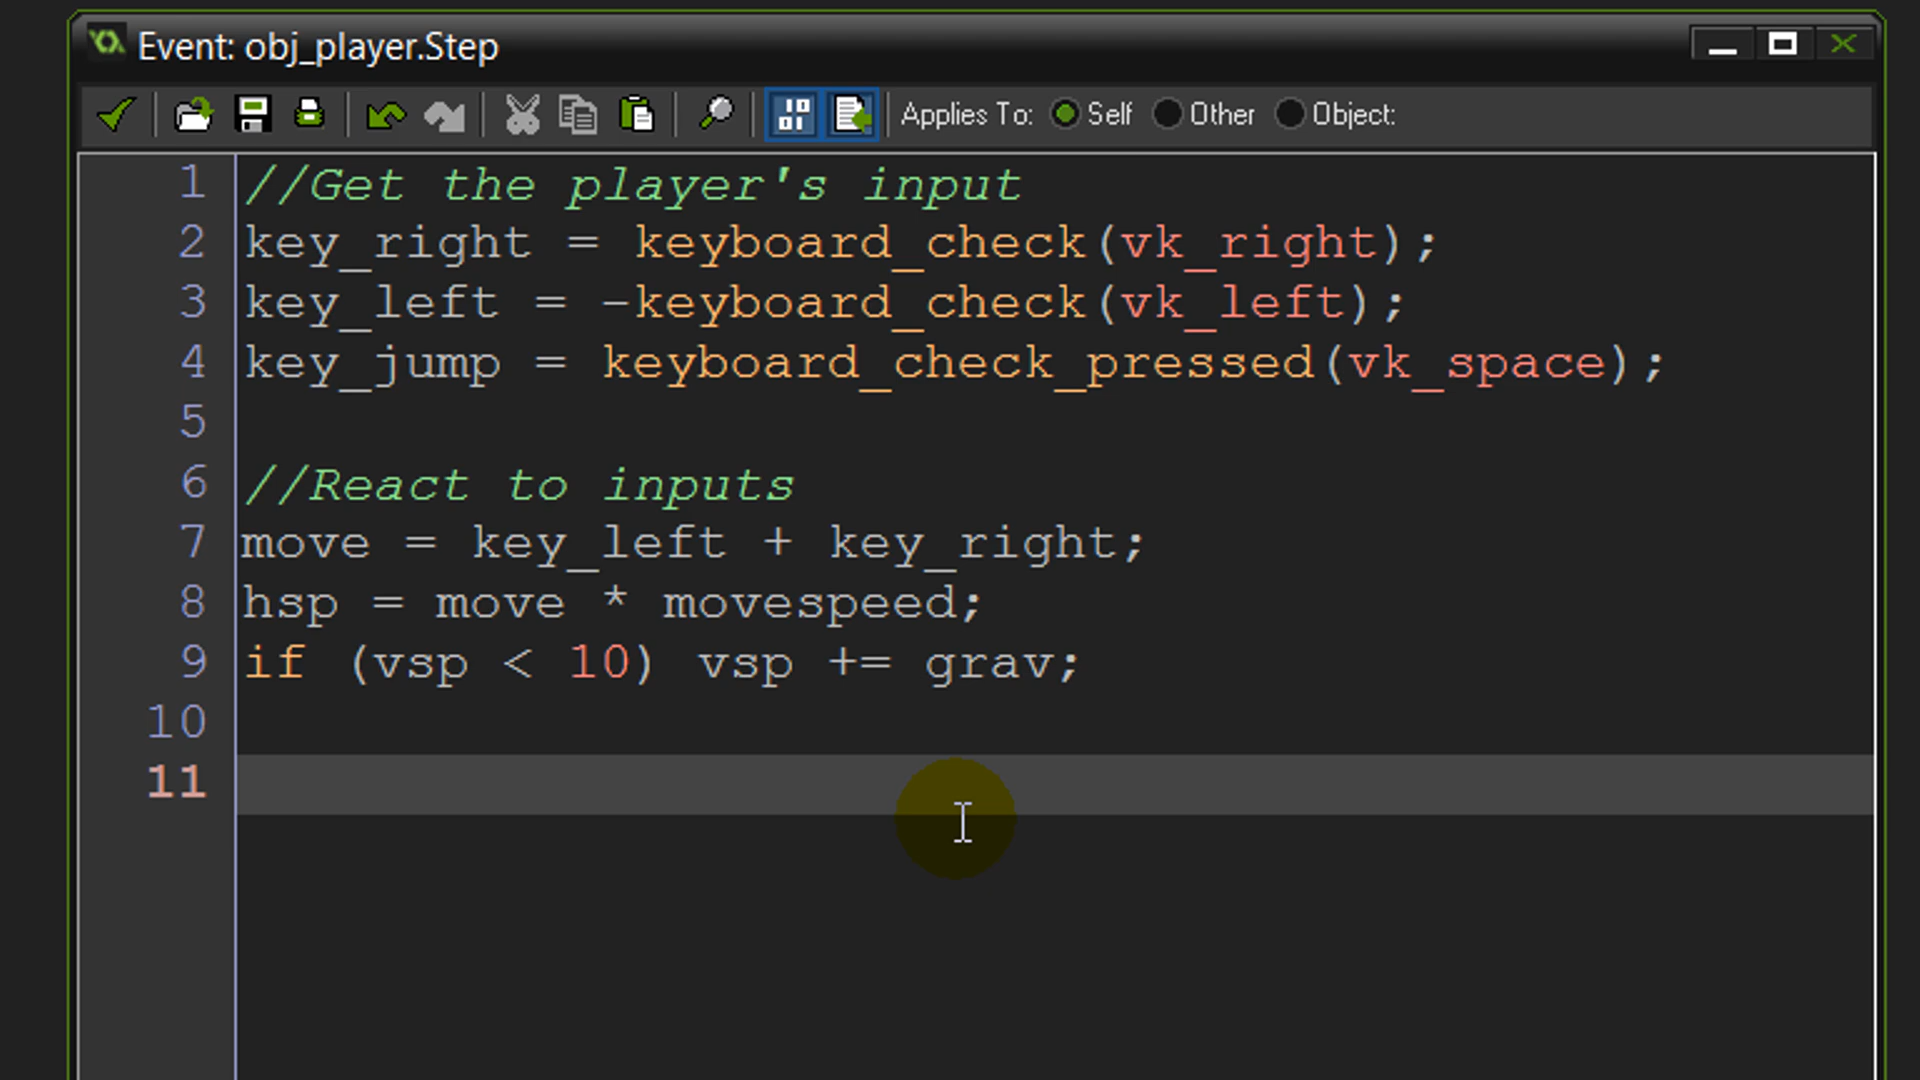 Event: obj_player.Step
Applies To: Self Other Object:
1 //Get the player's input
2 key_right = keyboard_check(vk_right);
3 key_left = -keyboard_check(vk_left);
4 key_jump = keyboard_check_pressed(vk_space);
5
6 //React to inputs
7 move = key_left + key_right;
8 hsp = move * movespeed;
9 if (vsp < 10) vsp += grav;
10
11